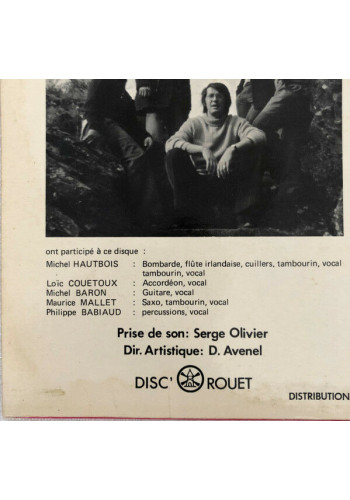 ont participé à ce disque :
Michel HAUTBOIS : Bombarde, flûte irlandaise, cuillers, tambourin, vocal
tambourin, vocal
Loïc COUETOUX : Accordéon, vocal
Michel BARON : Guitare, vocal
Maurice MALLET : Saxo, tambourin, vocal
Philippe BABIAUD : percussions, vocal
Prise de son: Serge Olivier
Dir. Artistique: D. Avenel
DISC' ROUET
DISTRIBUTION